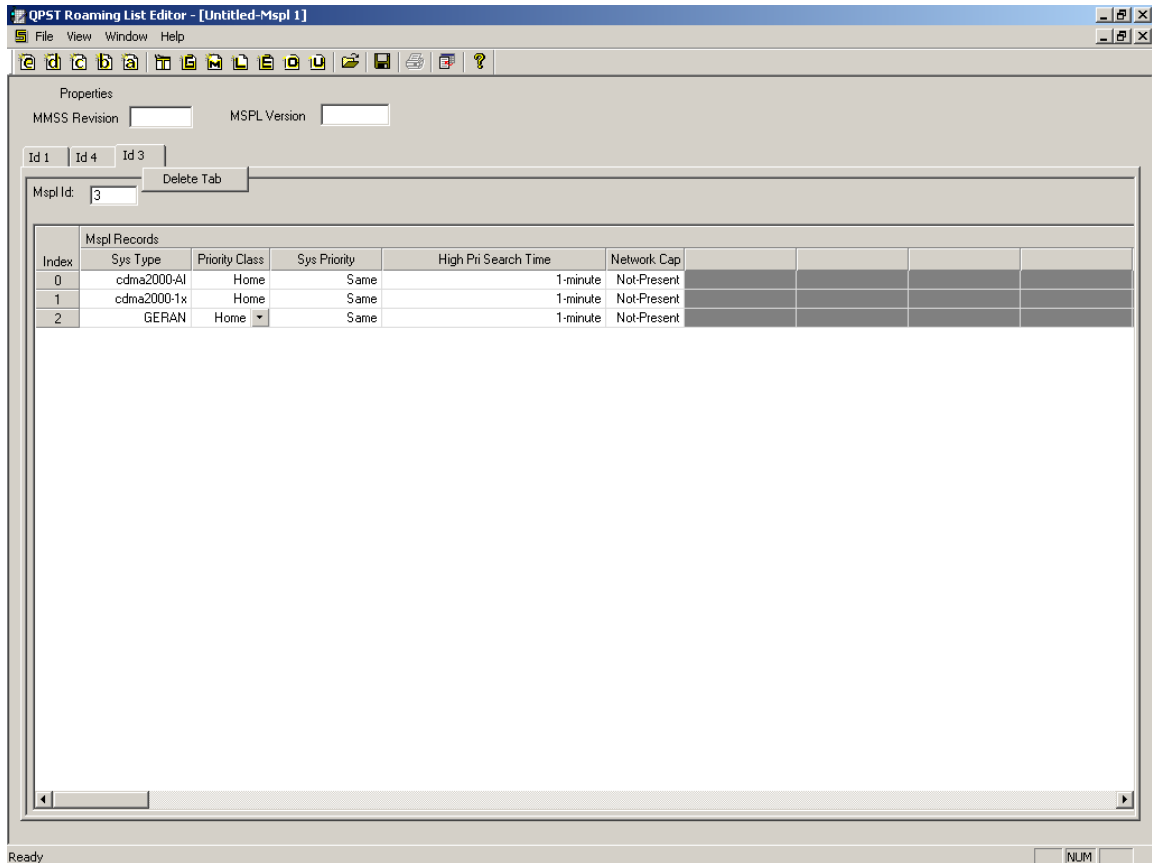 QPST Roaming List Editor - [Untitled-Mspl 1]
File View Window Help
e d c b a T G M L E O U
Properties
MMSS Revision MSPL Version
Id 1 Id 4 Id 3
Delete Tab
Mspl Id: 3
Mspl Records
Index Sys Type Priority Class Sys Priority High Pri Search Time Network Cap
0 cdma2000-AI Home Same 1-minute Not-Present
1 cdma2000-1x Home Same 1-minute Not-Present
2 GERAN Home Same 1-minute Not-Present
Ready NUM